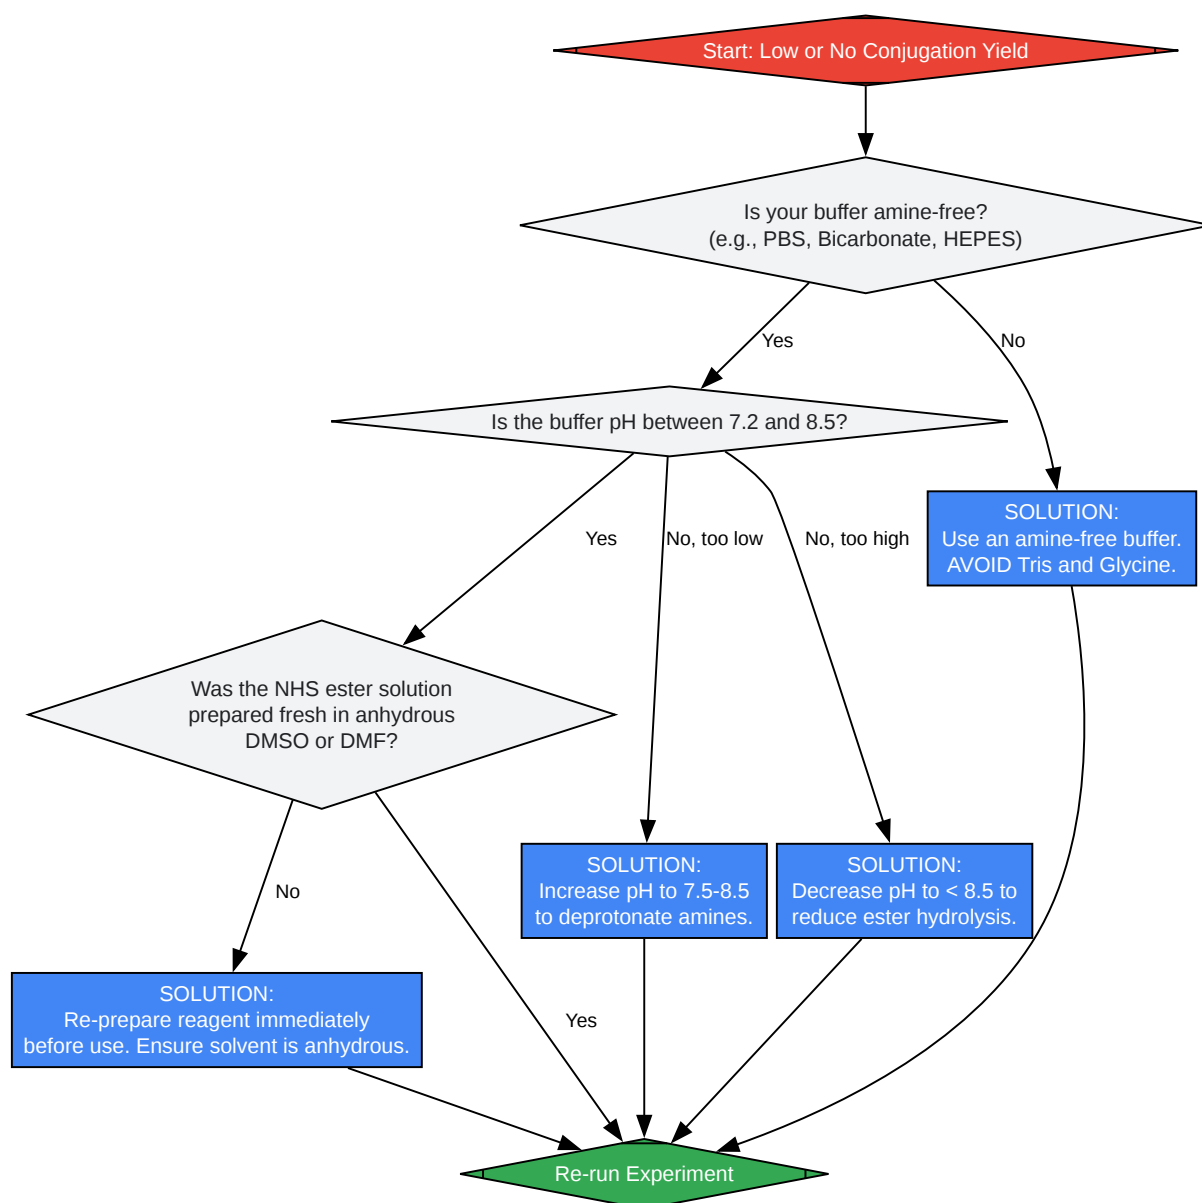 Start: Low or No Conjugation Yield
Is your buffer amine-free?
(e.g., PBS, Bicarbonate, HEPES)
Yes
No
Is the buffer pH between 7.2 and 8.5?
Yes
No, too low
No, too high
SOLUTION:
Use an amine-free buffer.
AVOID Tris and Glycine.
Was the NHS ester solution
prepared fresh in anhydrous
DMSO or DMF?
No
Yes
SOLUTION:
Increase pH to 7.5-8.5
to deprotonate amines.
SOLUTION:
Decrease pH to < 8.5 to
reduce ester hydrolysis.
SOLUTION:
Re-prepare reagent immediately
before use. Ensure solvent is anhydrous.
Re-run Experiment